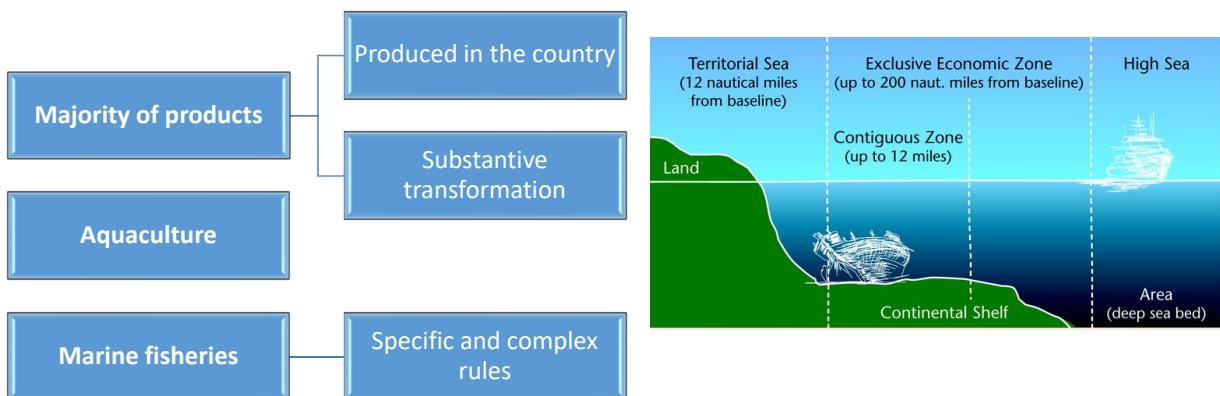 Majority of products
Produced in the country
Substantive
transformation
Aquaculture
Marine fisheries
Specific and complex
rules
Territorial Sea
(12 nautical miles
from baseline)
Exclusive Economic Zone
(up to 200 naut. miles from baseline)
High Sea
Contiguous Zone
(up to 12 miles)
Land
Continental Shelf
Area
(deep sea bed)